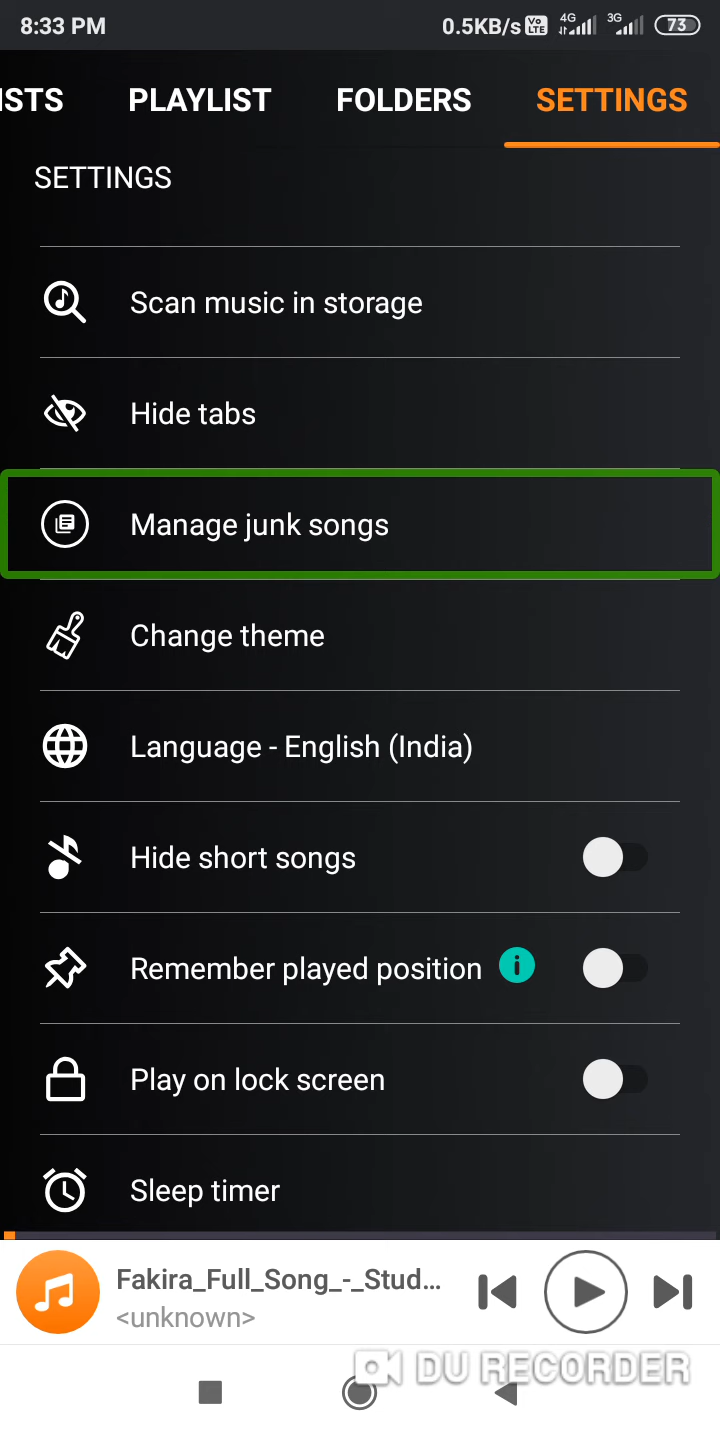 8:33 PM 0.5KB/s Vo LTE 4G 3G 73
ISTS PLAYLIST FOLDERS SETTINGS
SETTINGS
Scan music in storage
Hide tabs
Manage junk songs
Change theme
Language - English (India)
Hide short songs
Remember played position i
Play on lock screen
Sleep timer
Fakira_Full_Song_-_Stud...
<unknown>
DU RECORDER